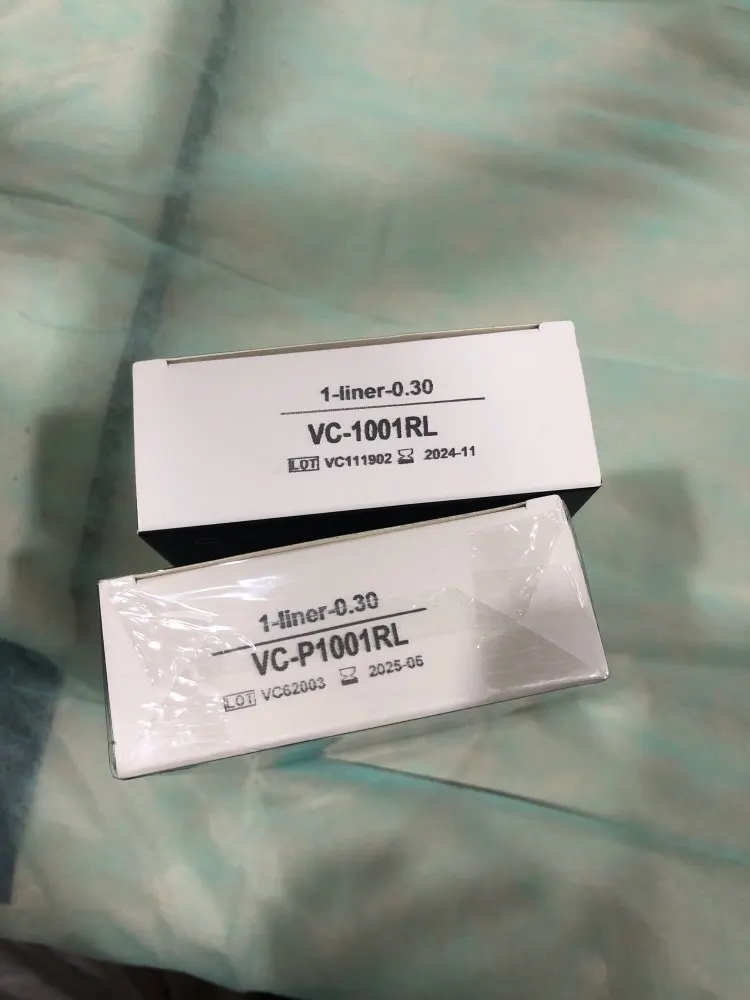 1-liner-0.30
VC-1001RL
LOT VC111902 2024-11
1-liner-0.30
VC-P1001RL
LOT VC62003 2025-06